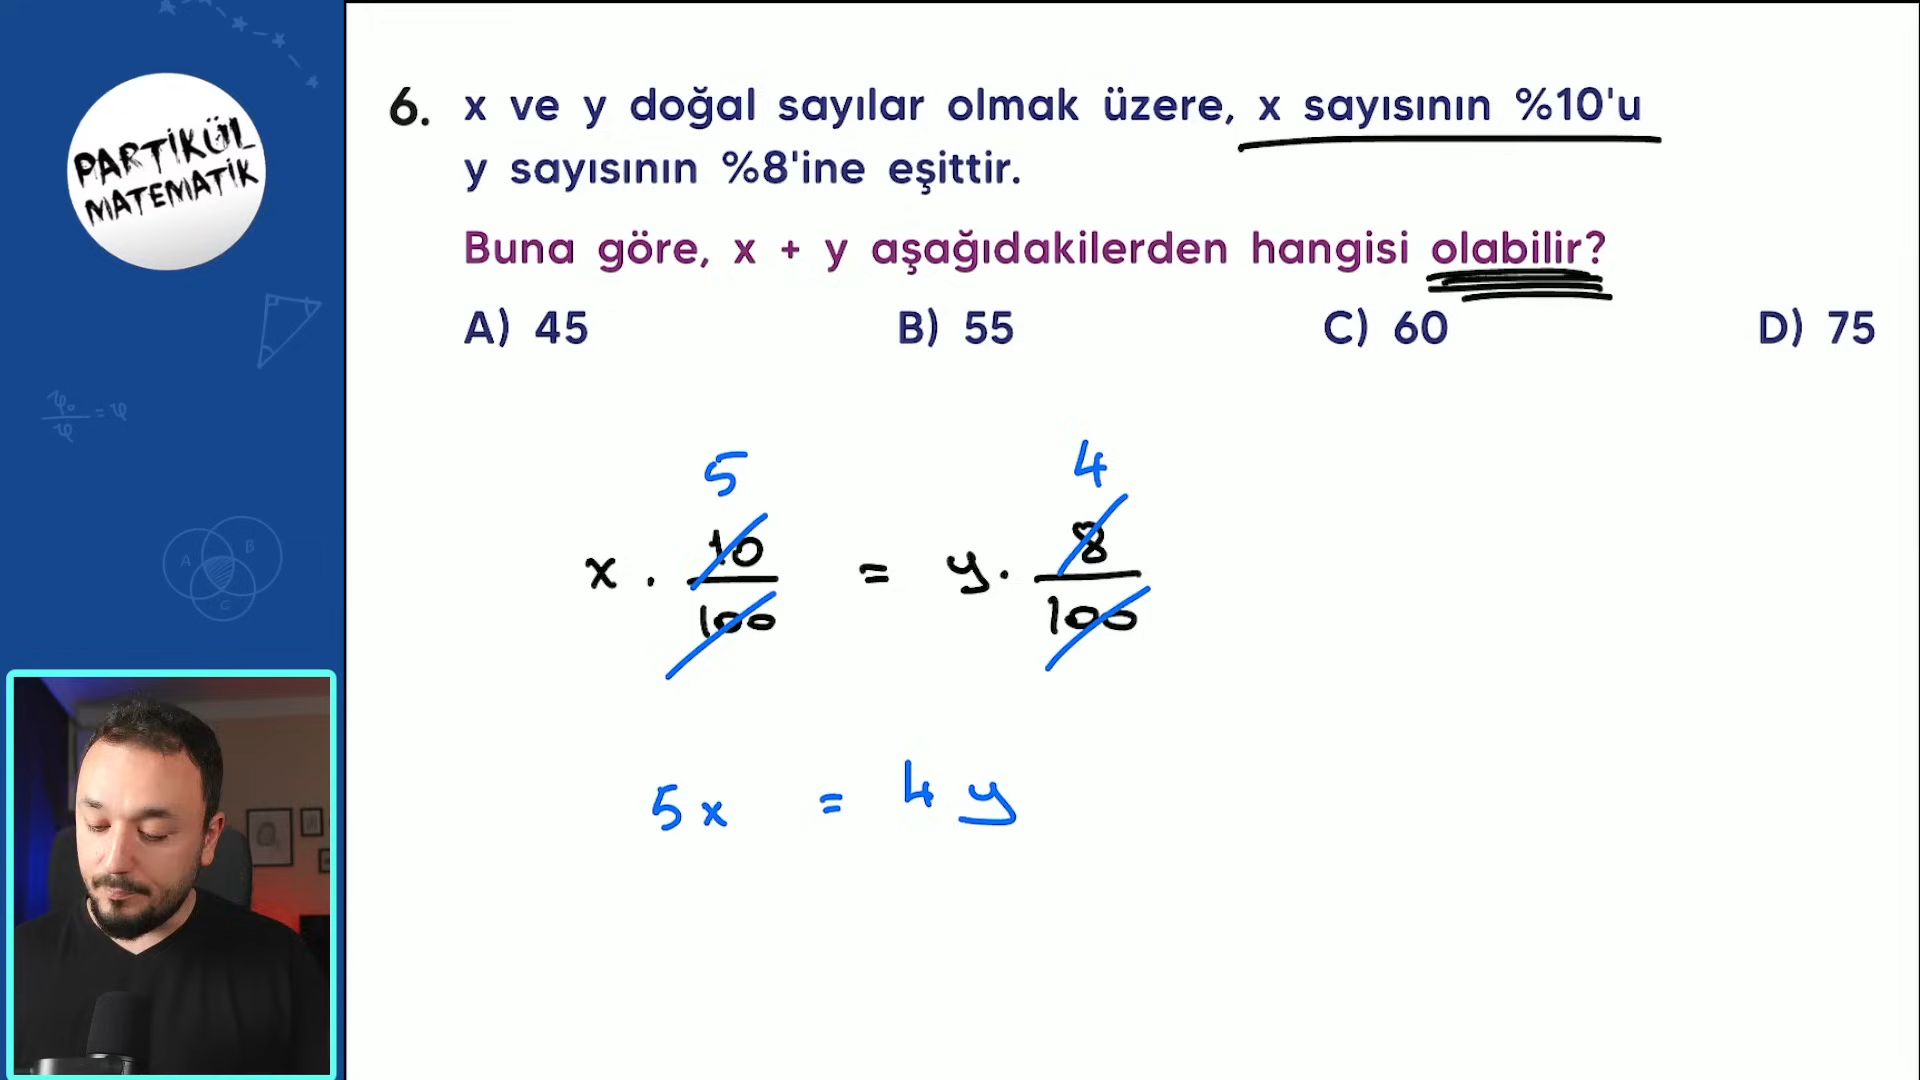 PARTİKÜL
MATEMATİK
6. x ve y doğal sayılar olmak üzere, x sayısının %10'u
y sayısının %8'ine eşittir.
Buna göre, x + y aşağıdakilerden hangisi olabilir?
A) 45 B) 55 C) 60 D) 75
5 4
x . 10/100 = y . 8/100
5x = 4y
φ₀/φ = φ
A B
C